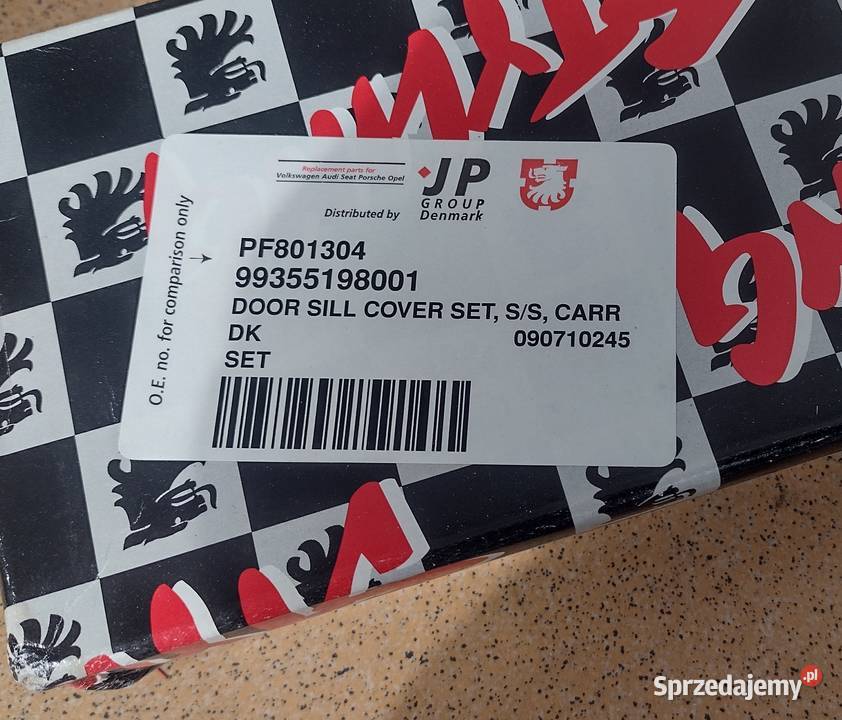 Replacement parts for
Volkswagen Audi Seat Porsche Opel
Distributed by
JP
GROUP
Denmark
O.E. no. for comparison only
PF801304
99355198001
DOOR SILL COVER SET, S/S, CARR
DK 090710245
SET
Sprzedajemy.pl